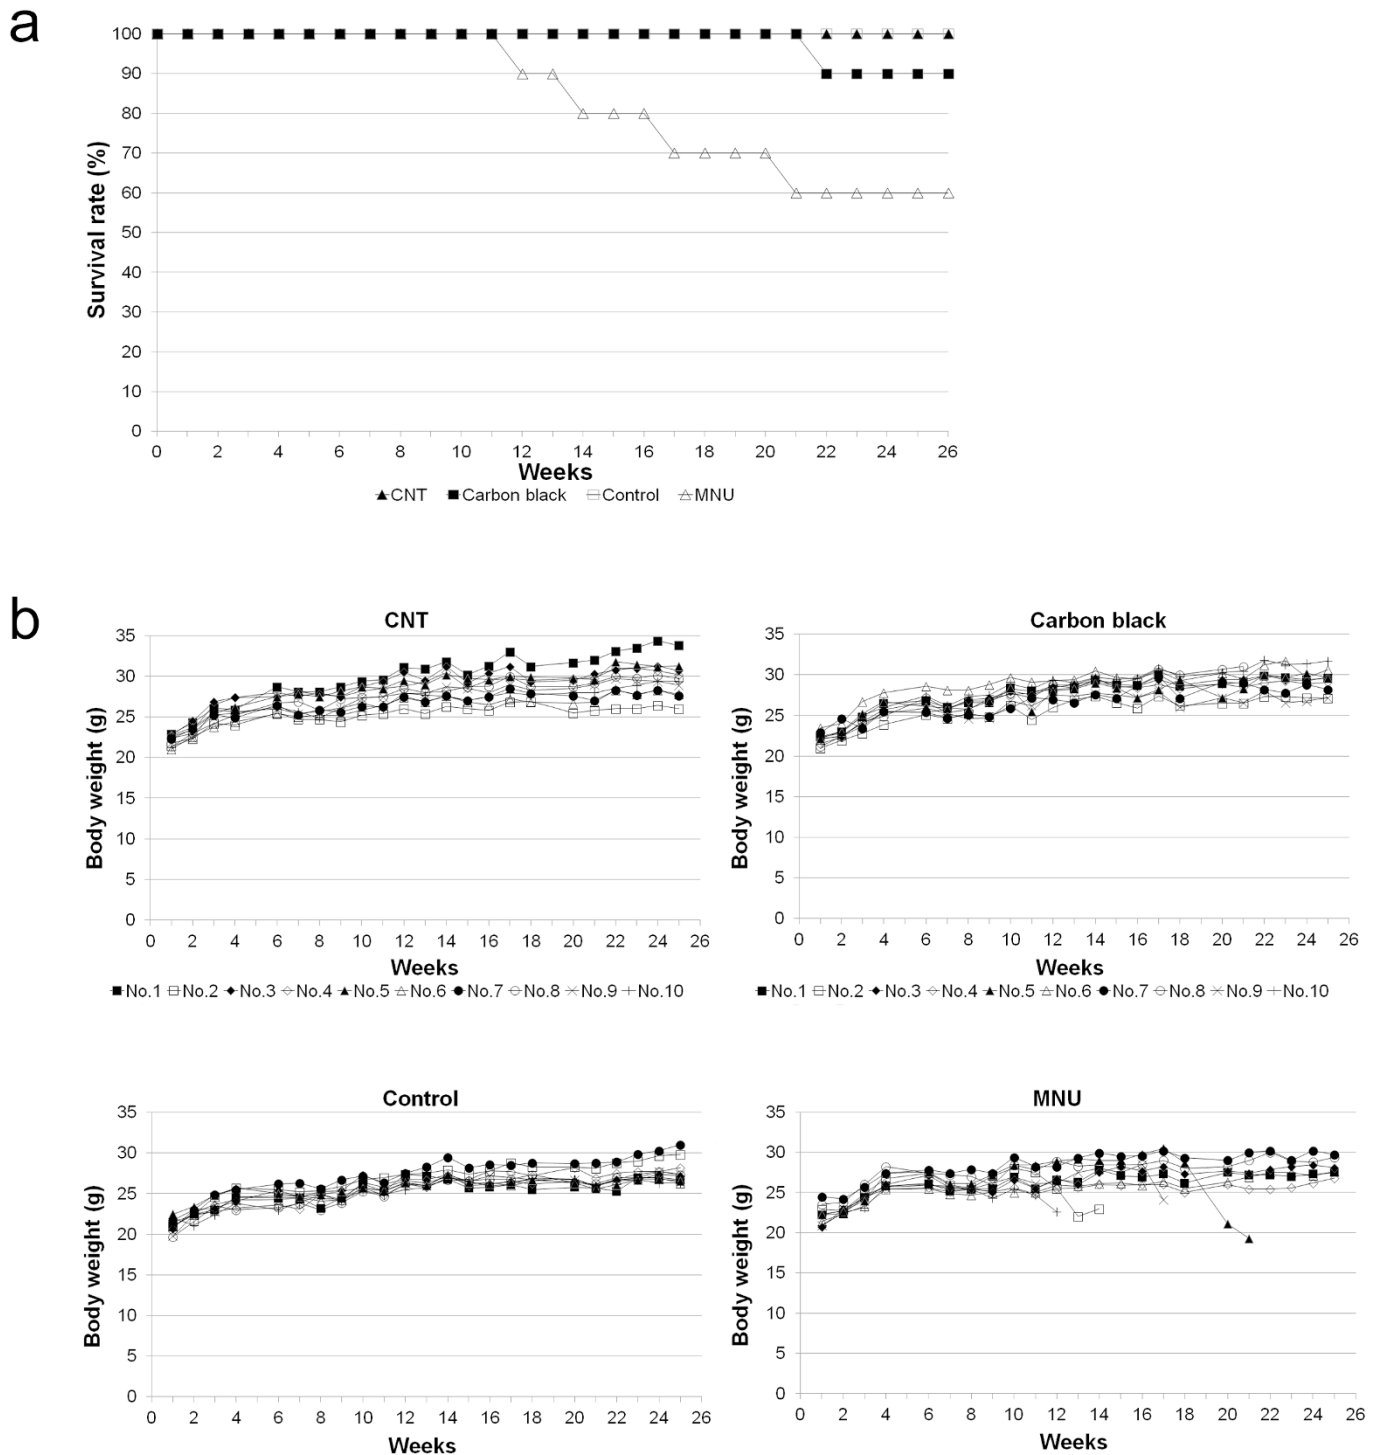 a
100
90
80
70
60
50
40
30
20
10
0
Survival rate (%)
0 2 4 6 8 10 12 14 16 18 20 22 24 26
Weeks
CNT Carbon black Control MNU
b
CNT
35
30
25
20
15
10
5
0
Body weight (g)
0 2 4 6 8 10 12 14 16 18 20 22 24 26
Weeks
No.1 No.2 No.3 No.4 No.5 No.6 No.7 No.8 No.9 No.10
Carbon black
35
30
25
20
15
10
5
0
Body weight (g)
0 2 4 6 8 10 12 14 16 18 20 22 24 26
Weeks
No.1 No.2 No.3 No.4 No.5 No.6 No.7 No.8 No.9 No.10
Control
35
30
25
20
15
10
5
0
Body weight (g)
0 2 4 6 8 10 12 14 16 18 20 22 24 26
Weeks
MNU
35
30
25
20
15
10
5
0
Body weight (g)
0 2 4 6 8 10 12 14 16 18 20 22 24 26
Weeks